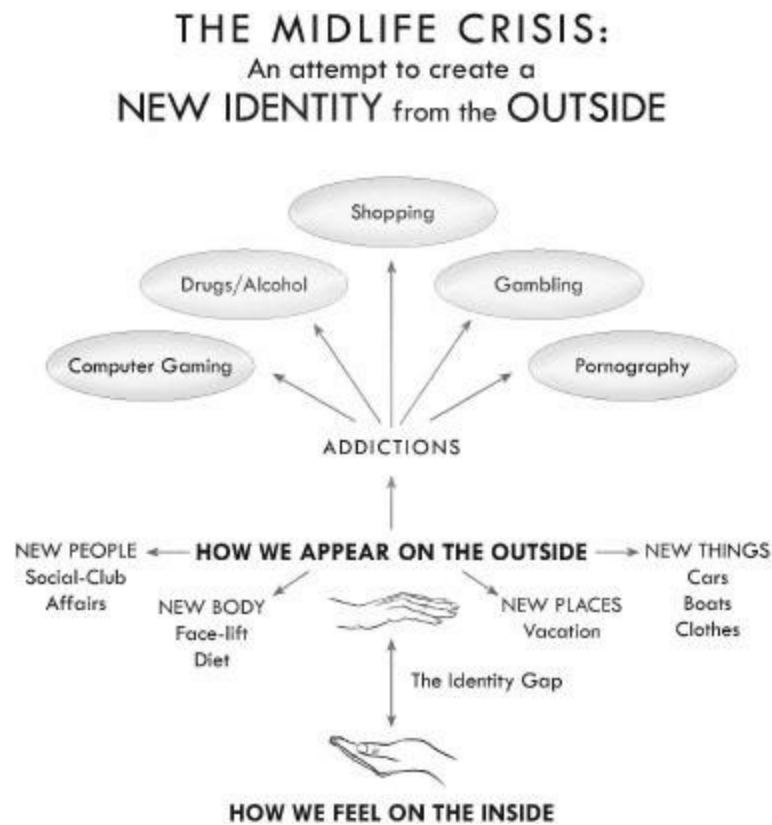 THE MIDLIFE CRISIS:
An attempt to create a
NEW IDENTITY from the OUTSIDE
Shopping
Drugs/Alcohol
Gambling
Computer Gaming
Pornography
ADDICTIONS
NEW PEOPLE
Social-Club
Affairs
HOW WE APPEAR ON THE OUTSIDE
NEW THINGS
Cars
Boats
Clothes
NEW BODY
Face-lift
Diet
NEW PLACES
Vacation
The Identity Gap
HOW WE FEEL ON THE INSIDE